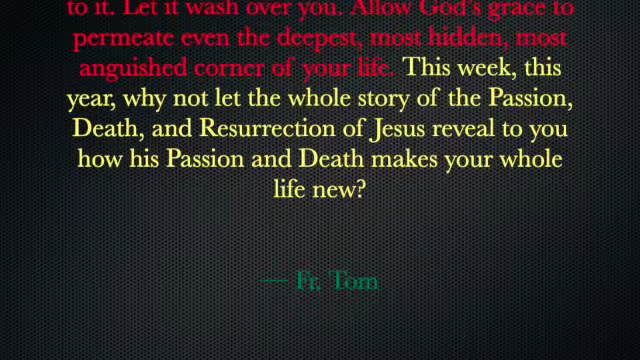 to it. Let it wash over you. Allow God's grace to
permeate even the deepest, most hidden, most
anguished corner of your life. This week, this
year, why not let the whole story of the Passion,
Death, and Resurrection of Jesus reveal to you
how his Passion and Death makes your whole
life new?
— Fr. Tom